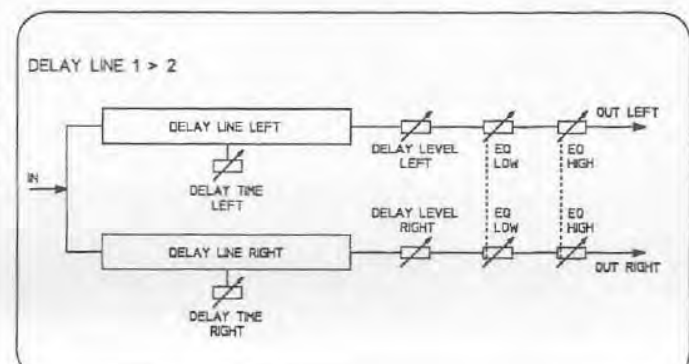 DELAY LINE 1 > 2
OUT LEFT
DELAY LINE LEFT
DELAY LEVEL
LEFT
EQ
LOW
EQ
HIGH
IN
DELAY TIME
LEFT
DELAY LEVEL
RIGHT
EQ
LOW
EQ
HIGH
DELAY LINE RIGHT
OUT RIGHT
DELAY TIME
RIGHT